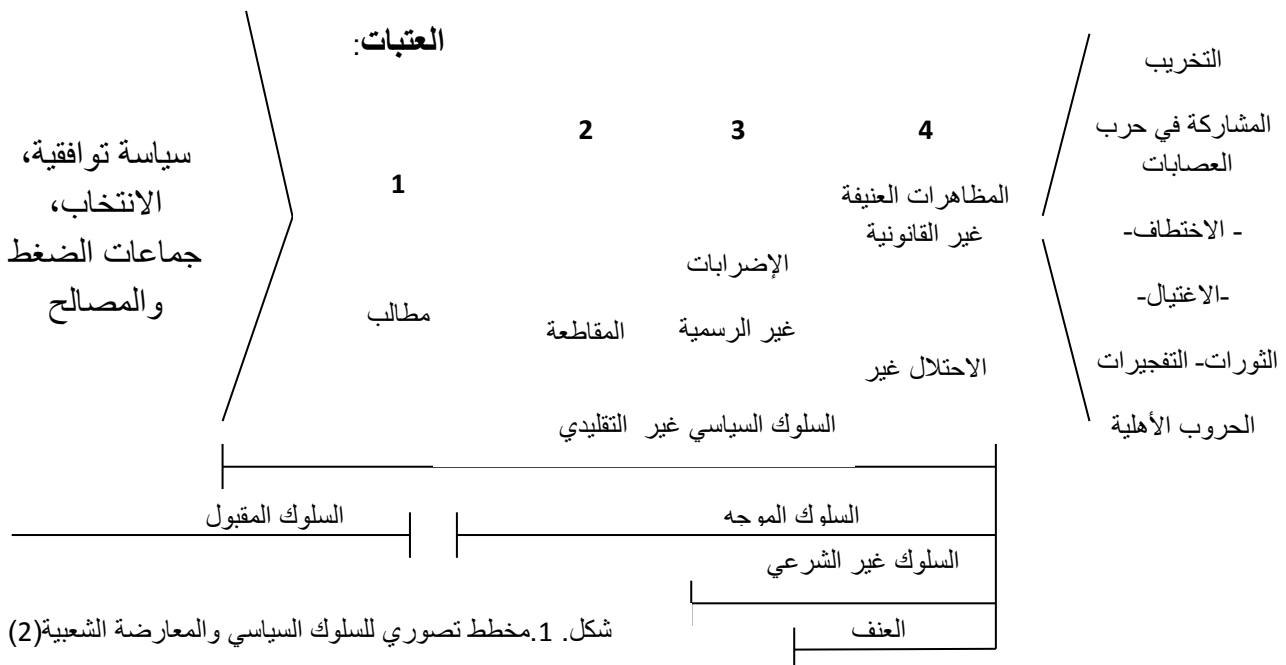 العتبات:
التخريب
المشاركة في حرب
العصابات
- الاختطاف-
-الاغتيال-
الثورات- التفجيرات
الحروب الأهلية
4
المظاهرات العنيفة
غير القانونية
الاحتلال غير
3
الإضرابات
غير الرسمية
2
المقاطعة
1
مطالب
سياسة توافقية،
الانتخاب،
جماعات الضغط
والمصالح
السلوك السياسي غير التقليدي
السلوك الموجه
السلوك المقبول
السلوك غير الشرعي
العنف
شكل. 1.مخطط تصوري للسلوك السياسي والمعارضة الشعبية(2)